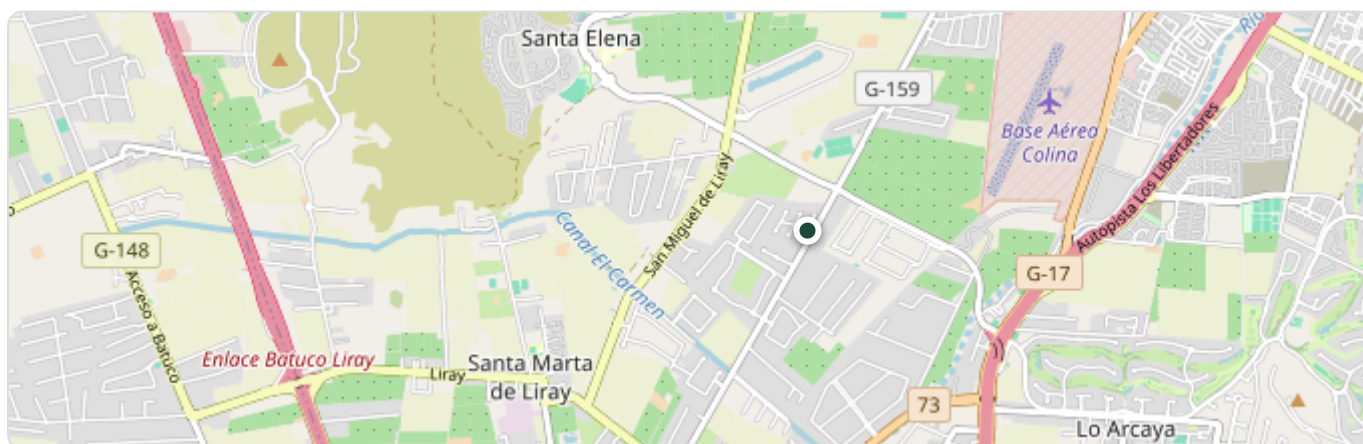 Santa Elena
G-159
Río
Base Aérea
Colina
Autopista Los Libertadores
San Miguel de Liray
Canal El Carmen
G-148
Acceso a Batuco
G-17
Enlace Batuco Liray
Liray
Santa Marta
de Liray
73
Lo Arcaya